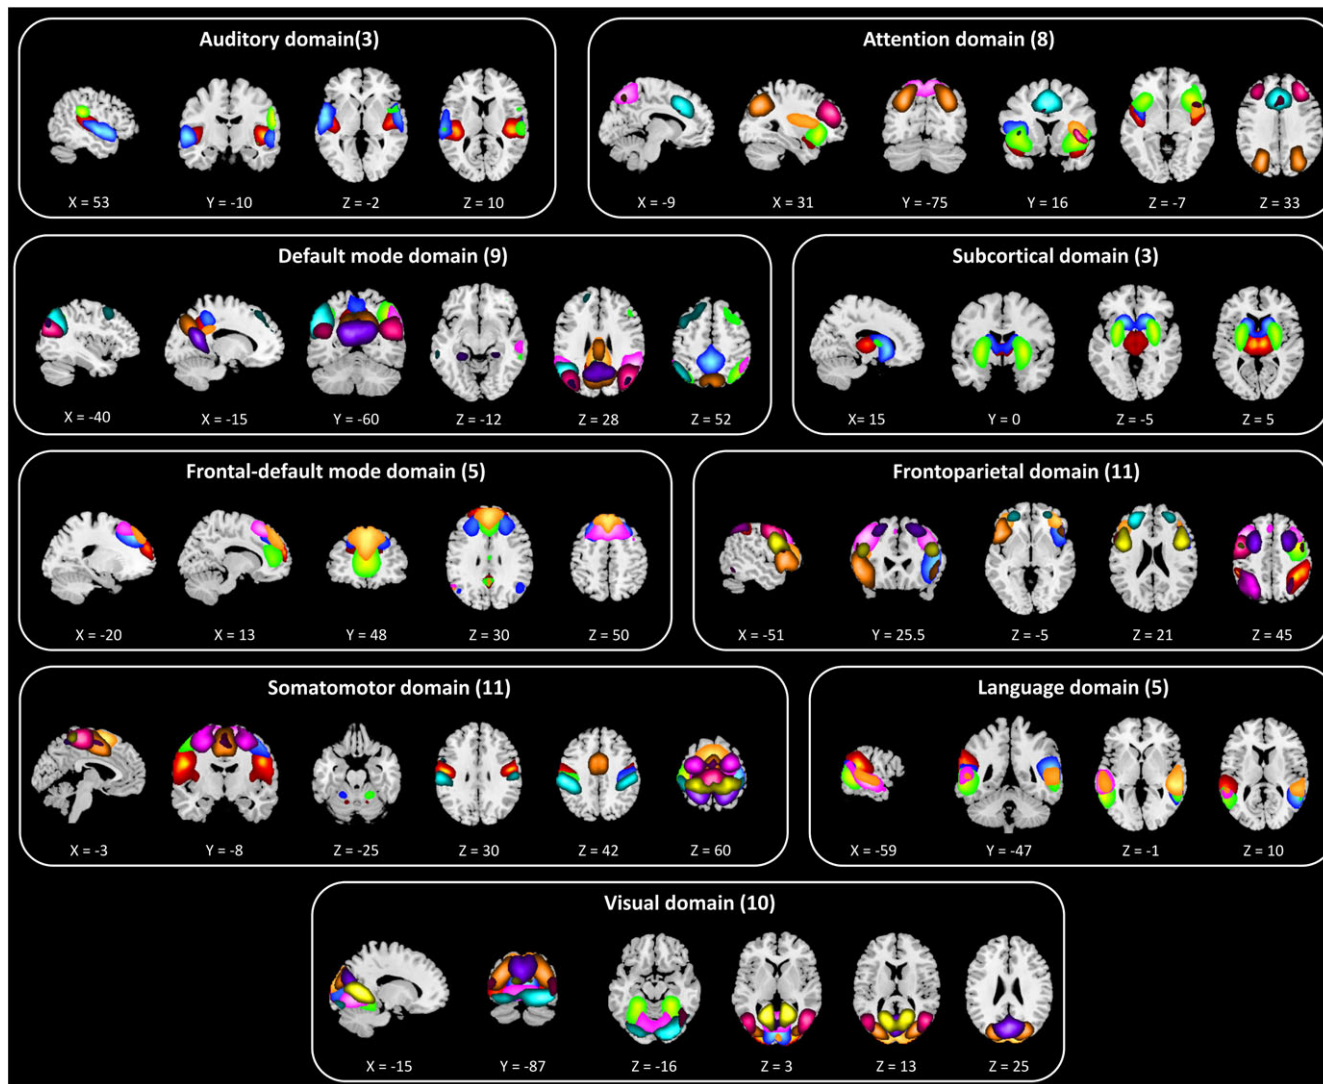 Auditory domain(3)
X = 53 Y = -10 Z = -2 Z = 10
Attention domain (8)
X = -9 X = 31 Y = -75 Y = 16 Z = -7 Z = 33
Default mode domain (9)
X = -40 X = -15 Y = -60 Z = -12 Z = 28 Z = 52
Subcortical domain (3)
X= 15 Y = 0 Z = -5 Z = 5
Frontal-default mode domain (5)
X = -20 X = 13 Y = 48 Z = 30 Z = 50
Frontoparietal domain (11)
X = -51 Y = 25.5 Z = -5 Z = 21 Z = 45
Somatomotor domain (11)
X = -3 Y = -8 Z = -25 Z = 30 Z = 42 Z = 60
Language domain (5)
X = -59 Y = -47 Z = -1 Z = 10
Visual domain (10)
X = -15 Y = -87 Z = -16 Z = 3 Z = 13 Z = 25